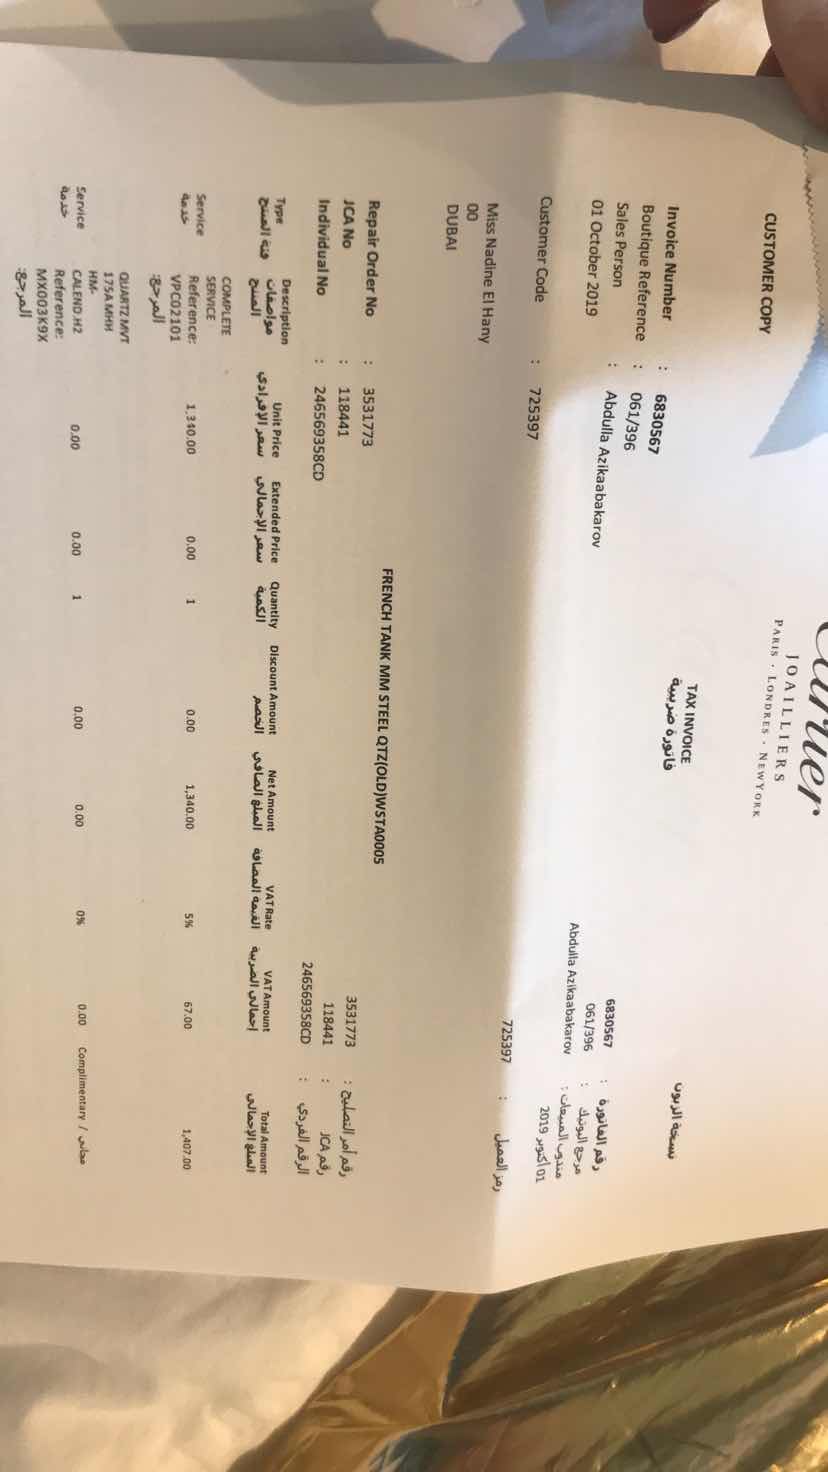 Cartier
JOAILLIERS
PARIS · LONDRES · NEWYORK
CUSTOMER COPY
TAX INVOICE
فاتورة ضريبية
نسخة الزبون
Invoice Number : 6830567
Boutique Reference : 061/396
Sales Person : Abdulla Azikaabakarov
01 October 2019
6830567 : رقم الفاتورة
061/396 : مرجع البوتيك
Abdulla Azikaabakarov : مندوب المبيعات
01 أكتوبر 2019
Customer Code : 725397
725397 : رمز العميل
Miss Nadine El Hany
00
DUBAI
FRENCH TANK MM STEEL QTZ(OLD)WSTA0005
Repair Order No : 3531773
JCA No : 118441
Individual No : 246569358CD
3531773 : رقم أمر التصليح
118441 : رقم JCA
246569358CD : الرقم الفردي
Type Description Unit Price Extended Price Quantity Discount Amount Net Amount VAT Rate VAT Amount Total Amount
فئة المنتج مواصفات المنتج سعر الإفرادي سعر الإجمالي الكمية الخصم المبلغ الصافي القيمة المضافة إجمالي الضريبة المبلغ الإجمالي
COMPLETE
SERVICE
Service Reference: 1,340.00 0.00 1 0.00 1,340.00 5% 67.00 1,407.00
خدمة VPC02101
المرجع:
QUARTZ MVT
175A MHH
HM-
Service CALEND.H2 0.00 0.00 1 0.00 0.00 0% 0.00 Complimentary / مجاني
خدمة Reference:
MX003K9X
المرجع: